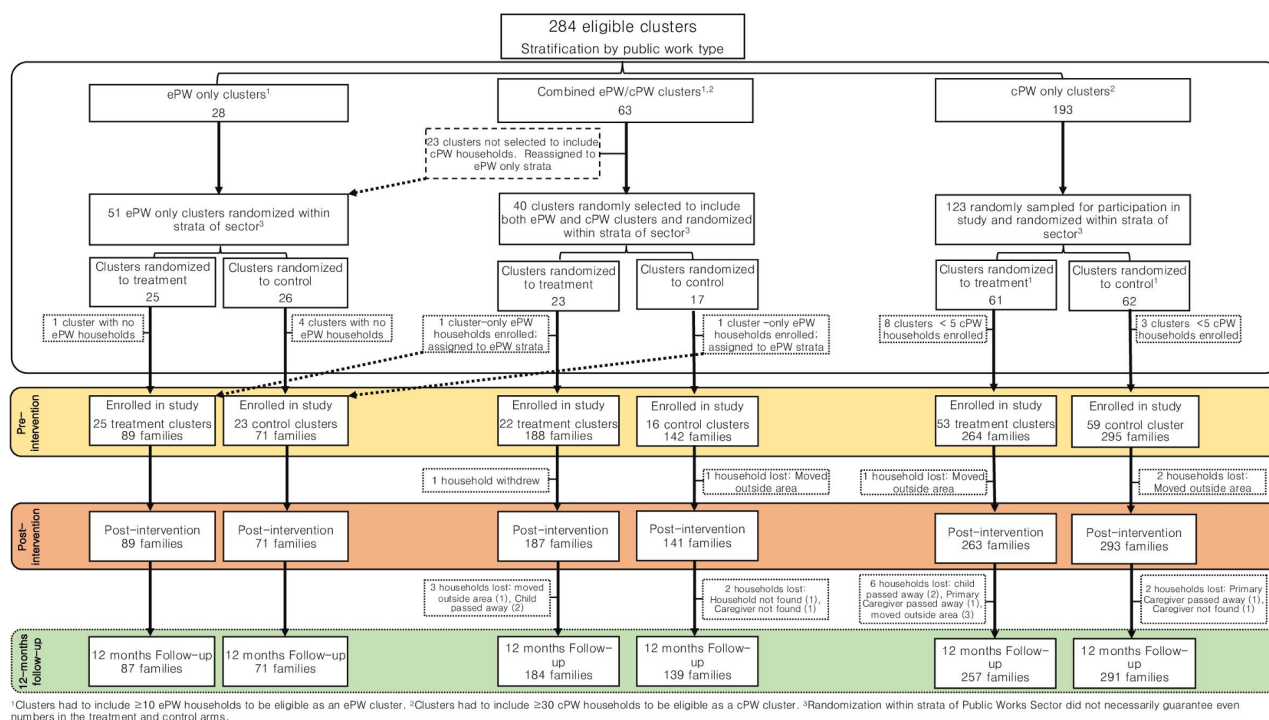 284 eligible clusters
Stratification by public work type
ePW only clusters¹
28
Combined ePW/cPW clusters¹,²
63
cPW only clusters²
193
23 clusters not selected to include
cPW households. Reassigned to
ePW only strata
51 ePW only clusters randomized within
strata of sector³
40 clusters randomly selected to include
both ePW and cPW clusters and randomized
within strata of sector³
123 randomly sampled for participation in
study and randomized within strata of
sector³
Clusters randomized
to treatment
25
Clusters randomized
to control
26
Clusters randomized
to treatment
23
Clusters randomized
to control
17
Clusters randomized
to treatment¹
61
Clusters randomized
to control¹
62
1 cluster with no
ePW households
4 clusters with no
ePW households
1 cluster-only ePW
households enrolled;
assigned to ePW strata
1 cluster -only ePW
households enrolled;
assigned to ePW strata
8 clusters < 5 cPW
households enrolled
3 clusters <5 cPW
households enrolled
Pre-
intervention
Enrolled in study
25 treatment clusters
89 families
Enrolled in study
23 control clusters
71 families
Enrolled in study
22 treatment clusters
188 families
Enrolled in study
16 control clusters
142 families
Enrolled in study
53 treatment clusters
264 families
Enrolled in study
59 control cluster
295 families
1 household withdrew
1 household lost: Moved
outside area
1 household lost: Moved
outside area
2 households lost:
Moved outside area
Post-
intervention
Post-intervention
89 families
Post-intervention
71 families
Post-intervention
187 families
Post-intervention
141 families
Post-intervention
263 families
Post-intervention
293 families
3 households lost: moved
outside area (1), Child
passed away (2)
2 households lost:
Household not found (1),
Caregiver not found (1)
6 households lost: child
passed away (2), Primary
Caregiver passed away (1),
moved outside area (3)
2 households lost: Primary
Caregiver passed away (1),
Caregiver not found (1)
12-months
follow-up
12 months Follow-up
87 families
12 months Follow-up
71 families
12 months Follow-
up
184 families
12 months Follow-
up
139 families
12 months Follow-
up
257 families
12 months Follow-
up
291 families
¹Clusters had to include ≥10 ePW households to be eligible as an ePW cluster. ²Clusters had to include ≥30 cPW households to be eligible as a cPW cluster. ³Randomization within strata of Public Works Sector did not necessarily guarantee even
numbers in the treatment and control arms.